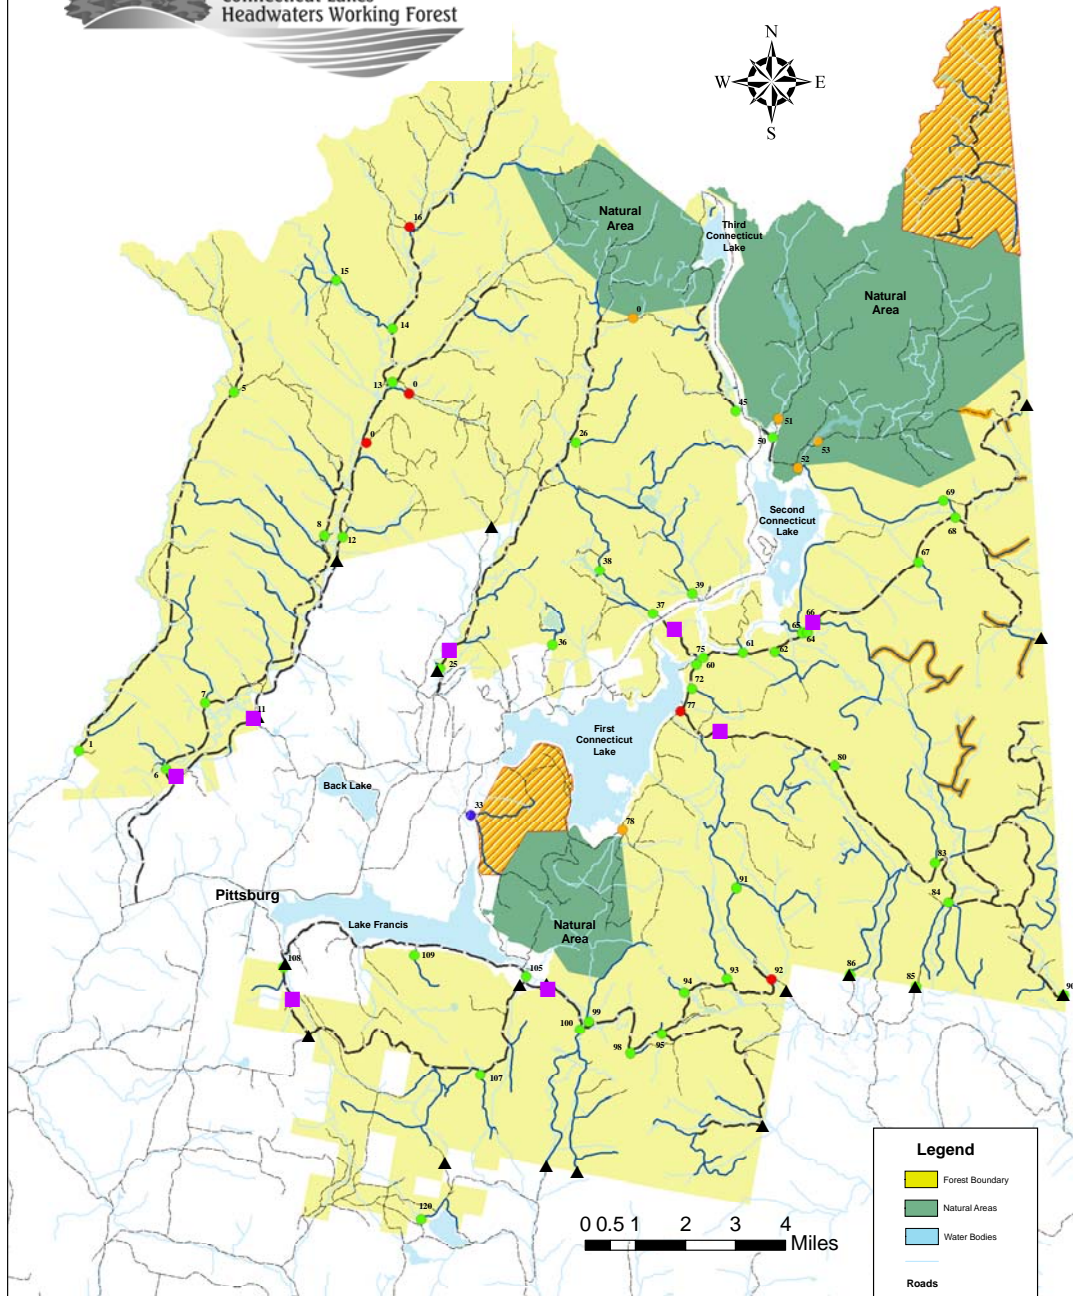 Connecticut Lakes
Headwaters Working Forest
N
W E
S
Natural
Area
Third
Connecticut
Lake
Natural
Area
16
15
14
13
0
0
0
5
45
51
50
53
52
26
8
12
69
68
Second
Connecticut
Lake
67
38
39
37
66
65
64
61
62
36
75
60
25
72
77
7
11
1
6
First
Connecticut
Lake
80
Back Lake
33
78
83
91
84
Pittsburg
Lake Francis
Natural
Area
108
109
105
94
93
92
86
85
90
99
100
98
95
107
120
0 0.5 1 2 3 4
Miles
Legend
Forest Boundary
Natural Areas
Water Bodies
Roads